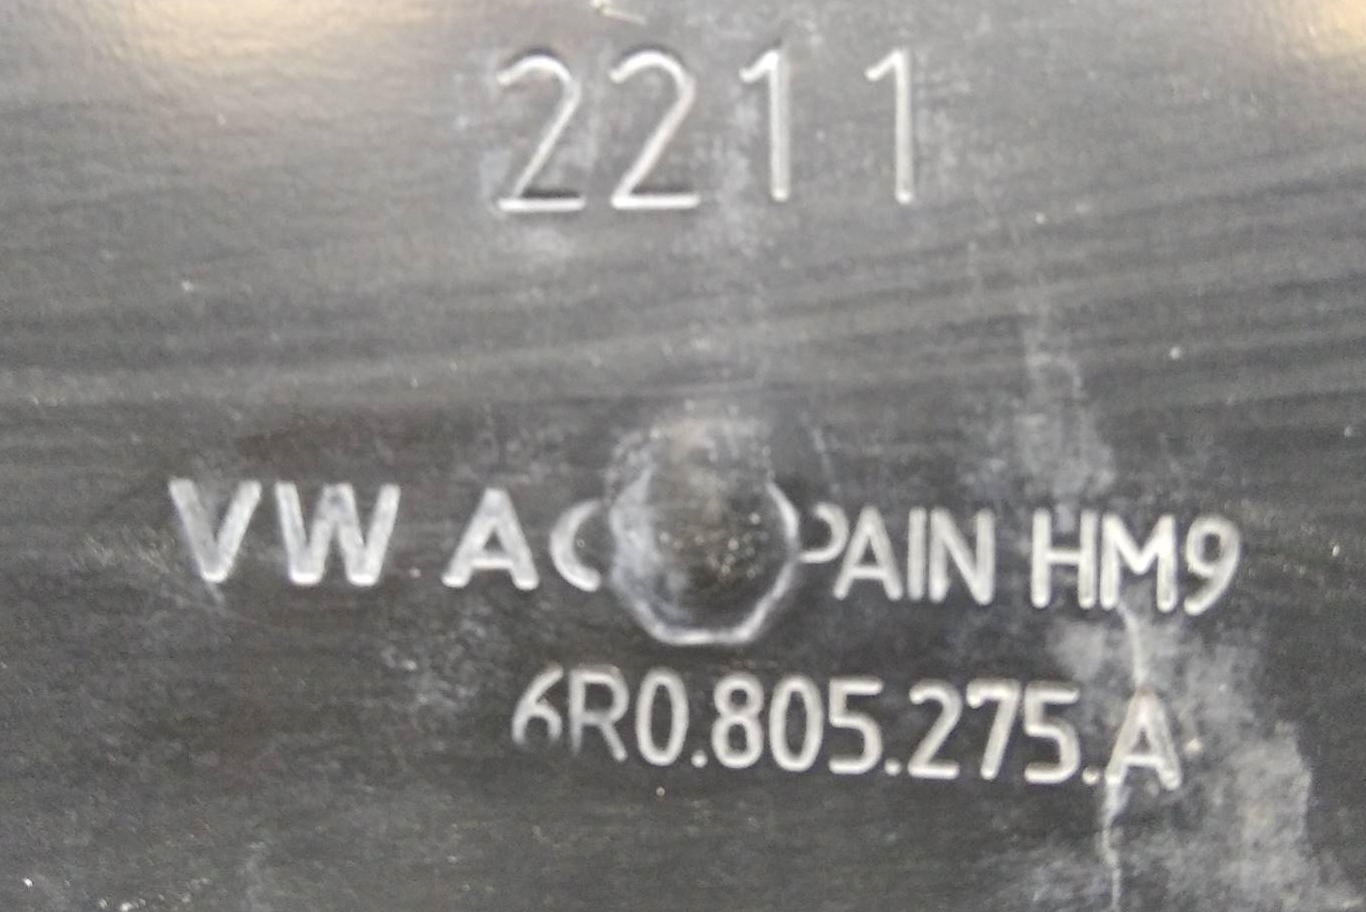 2211
VW PAIN HM9
6R0.805.275.A